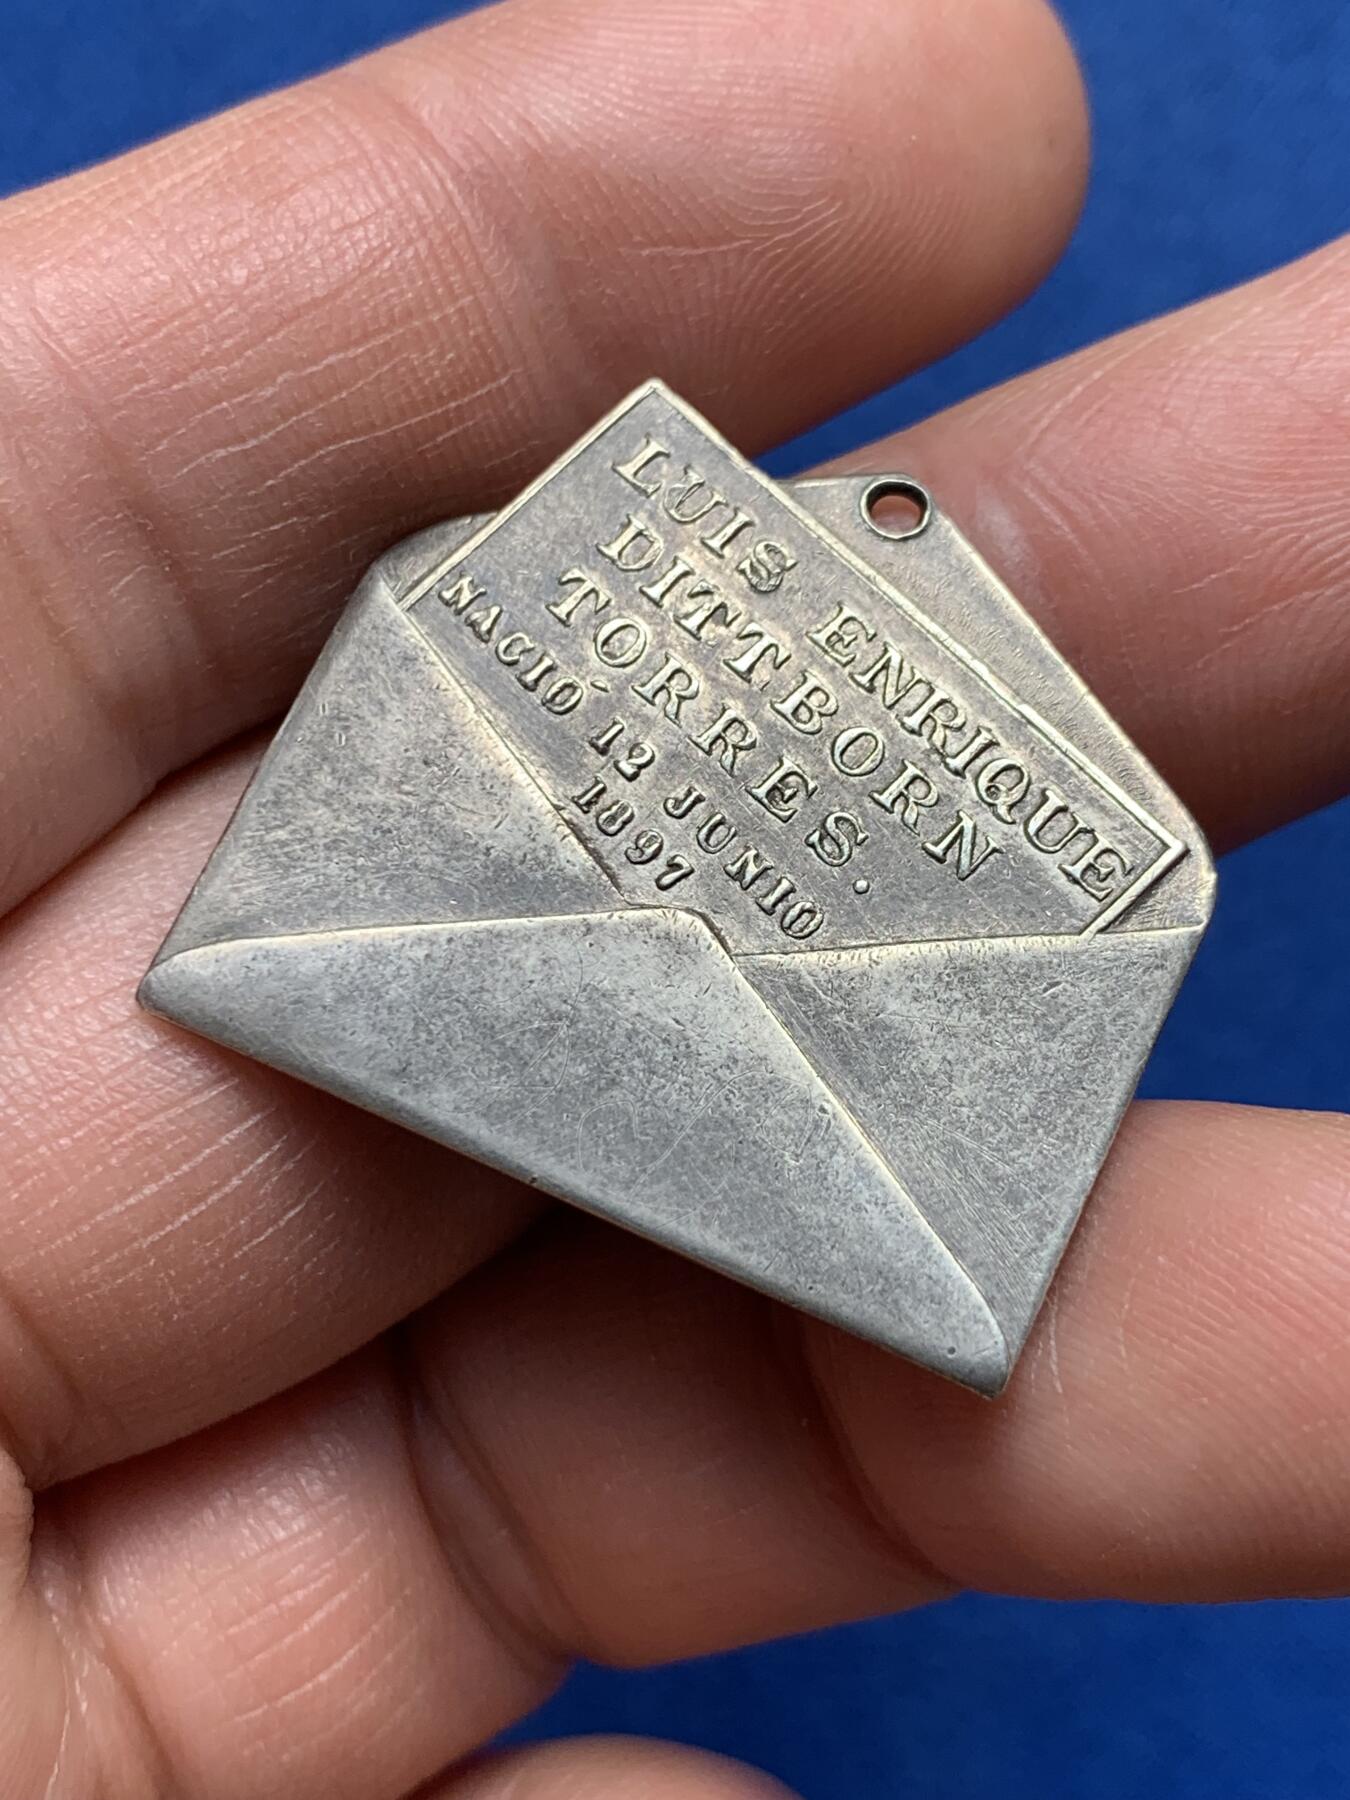 LUIS ENRIQUE
DITTBORN
TORRES.
NACIÓ 12 JUNIO
1897